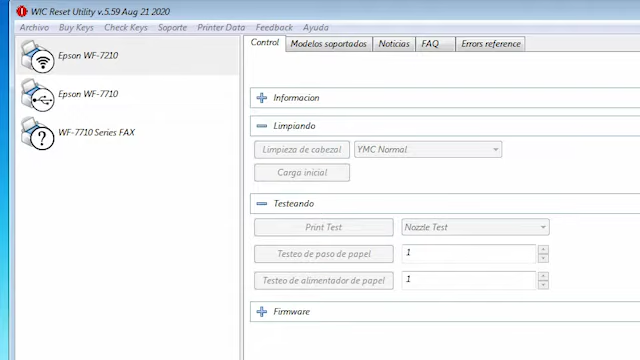 WIC Reset Utility v.5.59 Aug 21 2020
Archivo Buy Keys Check Keys Soporte Printer Data Feedback Ayuda
Epson WF-7210
Epson WF-7710
WF-7710 Series FAX
Control Modelos soportados Noticias FAQ Errors reference
Informacion
Limpiando
Limpieza de cabezal YMC Normal
Carga inicial
Testeando
Print Test Nozzle Test
Testeo de paso de papel 1
Testeo de alimentador de papel 1
Firmware